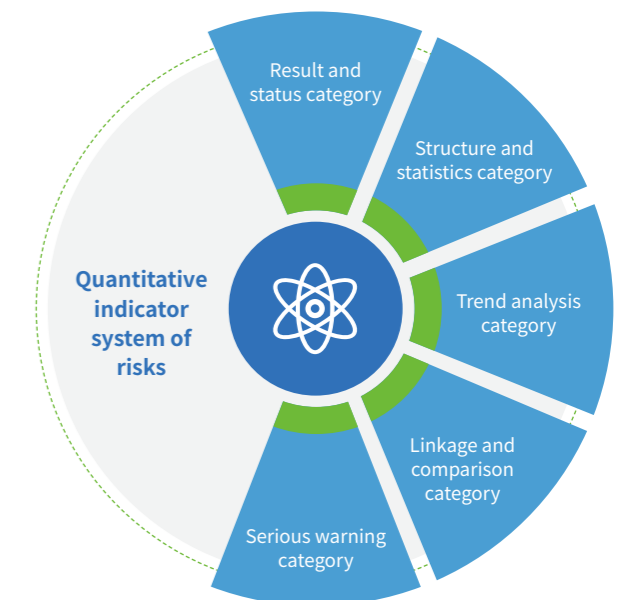 Result and
status category
Structure and
statistics category
Quantitative
indicator
system of
risks
Trend analysis
category
Linkage and
comparison
category
Serious warning
category